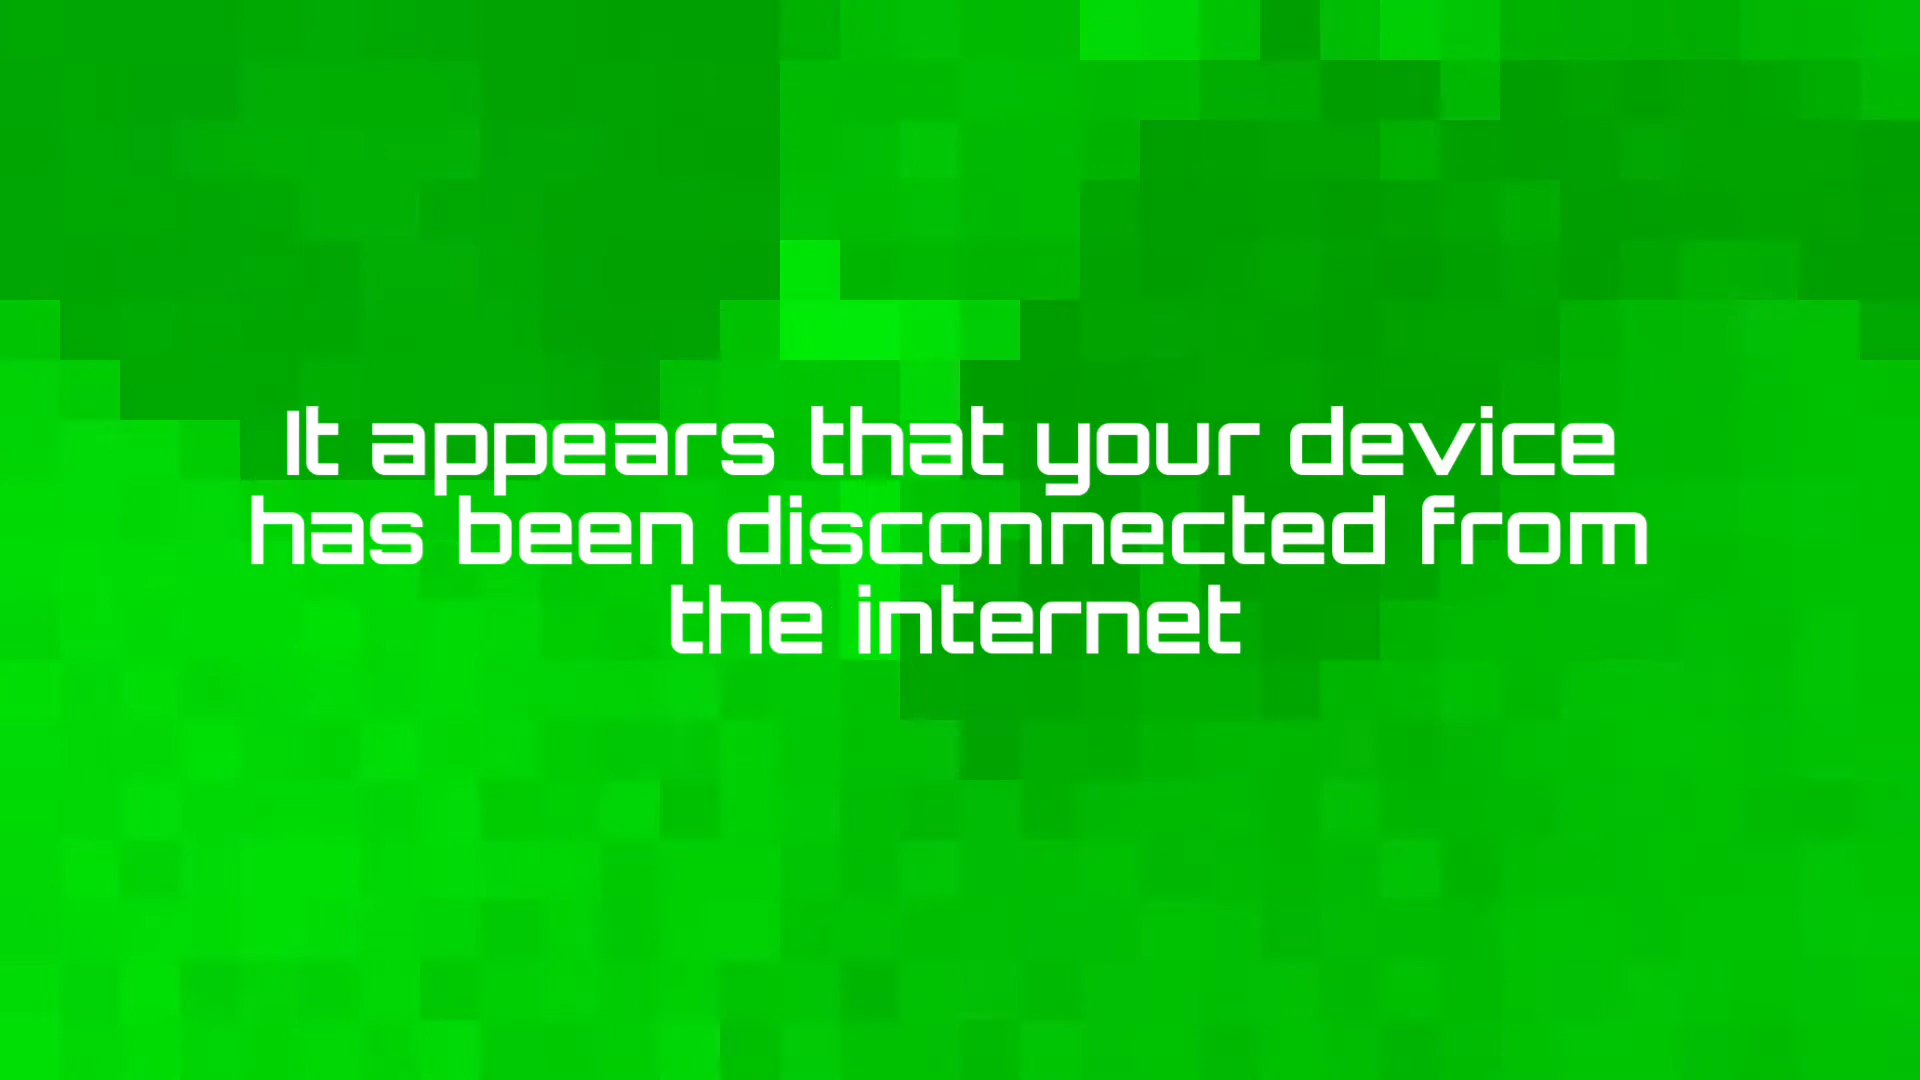 It appears that your device
has been disconnected from
the internet